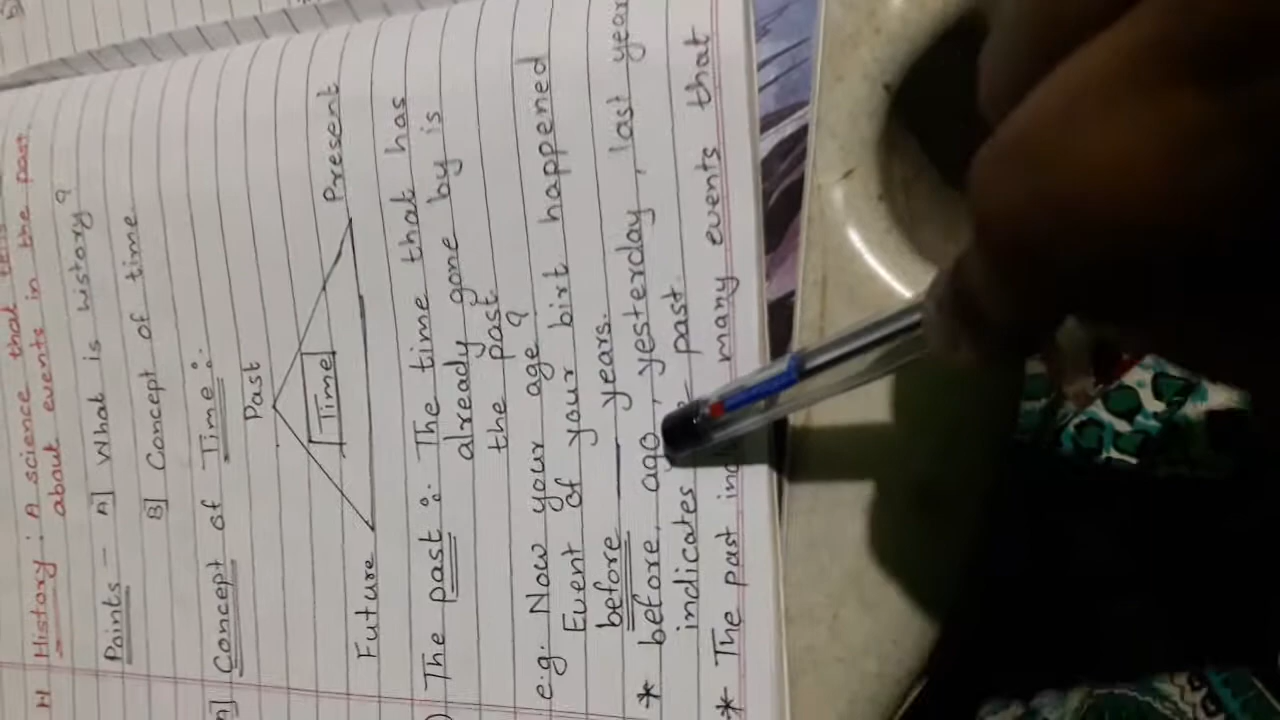 H History : A science that tells
about events in the past.
Points - A] What is history?
B] Concept of time.
A] Concept of Time :.
Past
Time
Future Present
) The past :. The time that has
already gone by is
the past.
e.g. Now your age ?
Event of your birt happened
before years.
* before, ago, yesterday, last year
indicates past.
* The past many events that